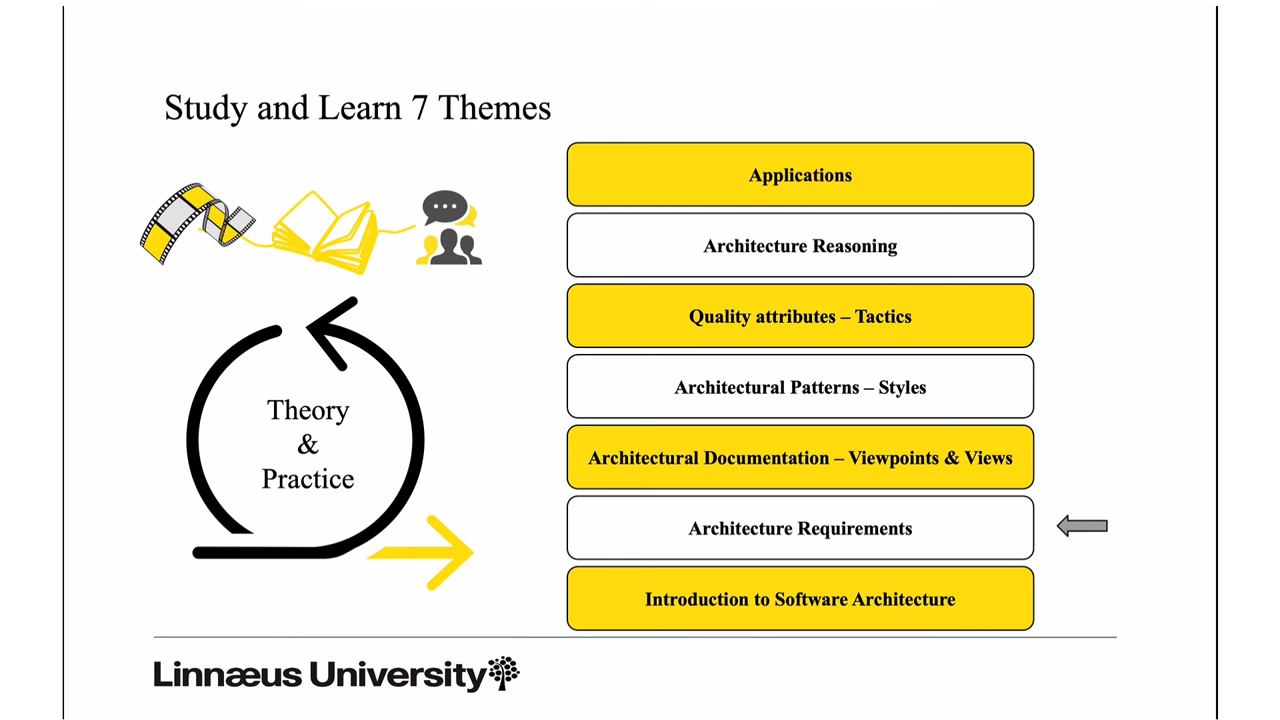 Study and Learn 7 Themes
Applications
Architecture Reasoning
Quality attributes – Tactics
Architectural Patterns – Styles
Architectural Documentation – Viewpoints & Views
Architecture Requirements
Introduction to Software Architecture
Theory
&
Practice
Linnæus University